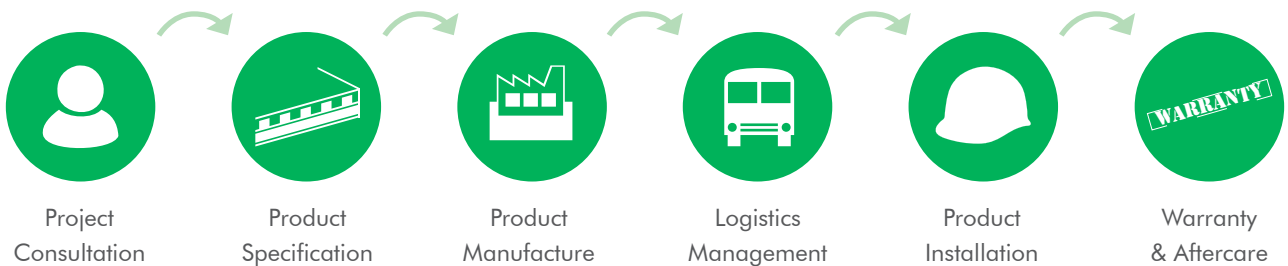 WARRANTY
Project
Consultation
Product
Specification
Product
Manufacture
Logistics
Management
Product
Installation
Warranty
& Aftercare